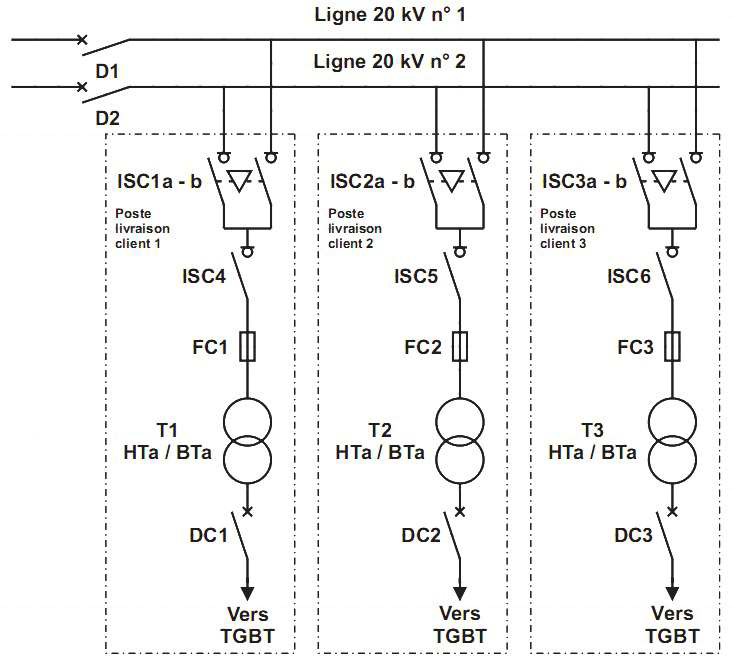 Ligne 20 kV n° 1
Ligne 20 kV n° 2
D1
D2
ISC1a - b
ISC2a - b
ISC3a - b
Poste
livraison
client 1
Poste
livraison
client 2
Poste
livraison
client 3
ISC4
ISC5
ISC6
FC1
FC2
FC3
T1
HTa / BTa
T2
HTa / BTa
T3
HTa / BTa
DC1
DC2
DC3
Vers
TGBT
Vers
TGBT
Vers
TGBT